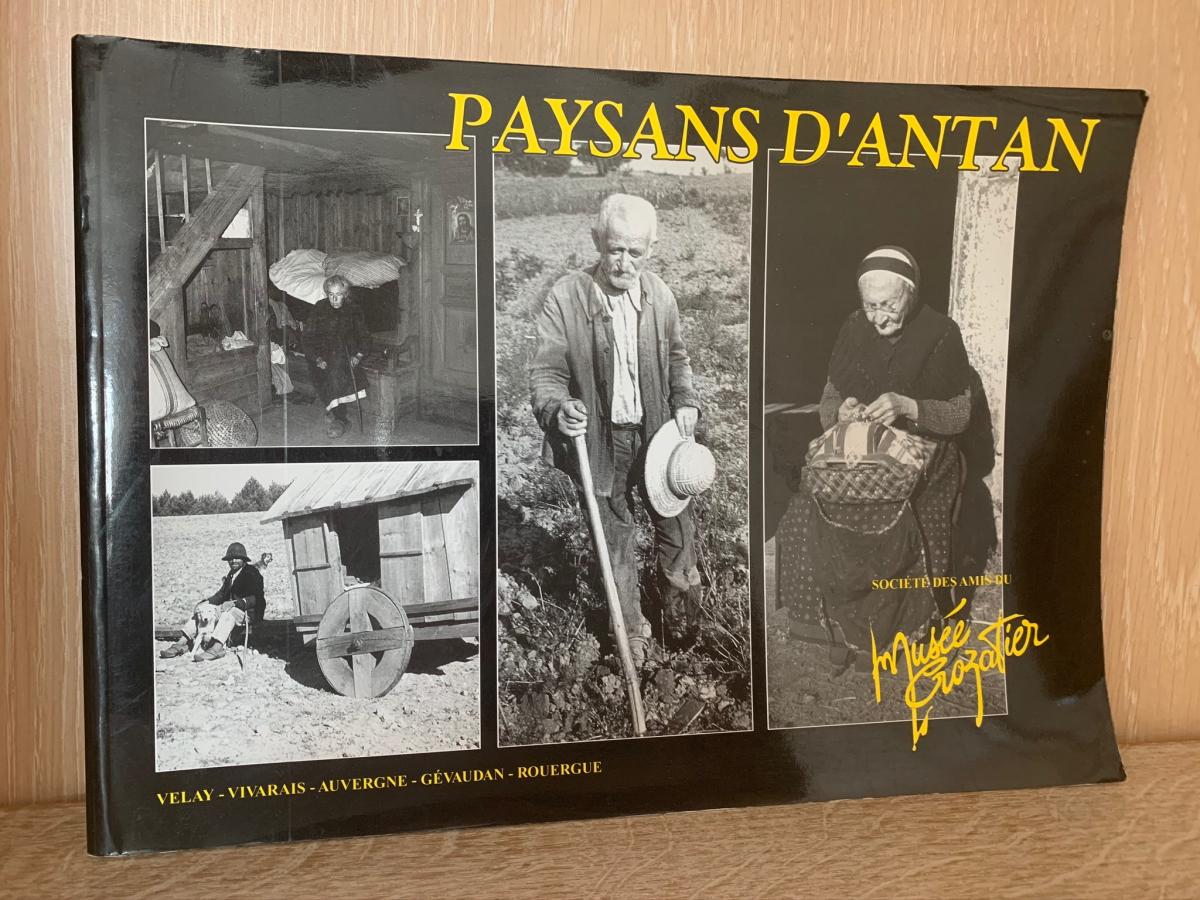 PAYSANS D'ANTAN
SOCIÉTÉ DES AMIS DU
Musée
Crozatier
VELAY - VIVARAIS - AUVERGNE - GÉVAUDAN - ROUERGUE